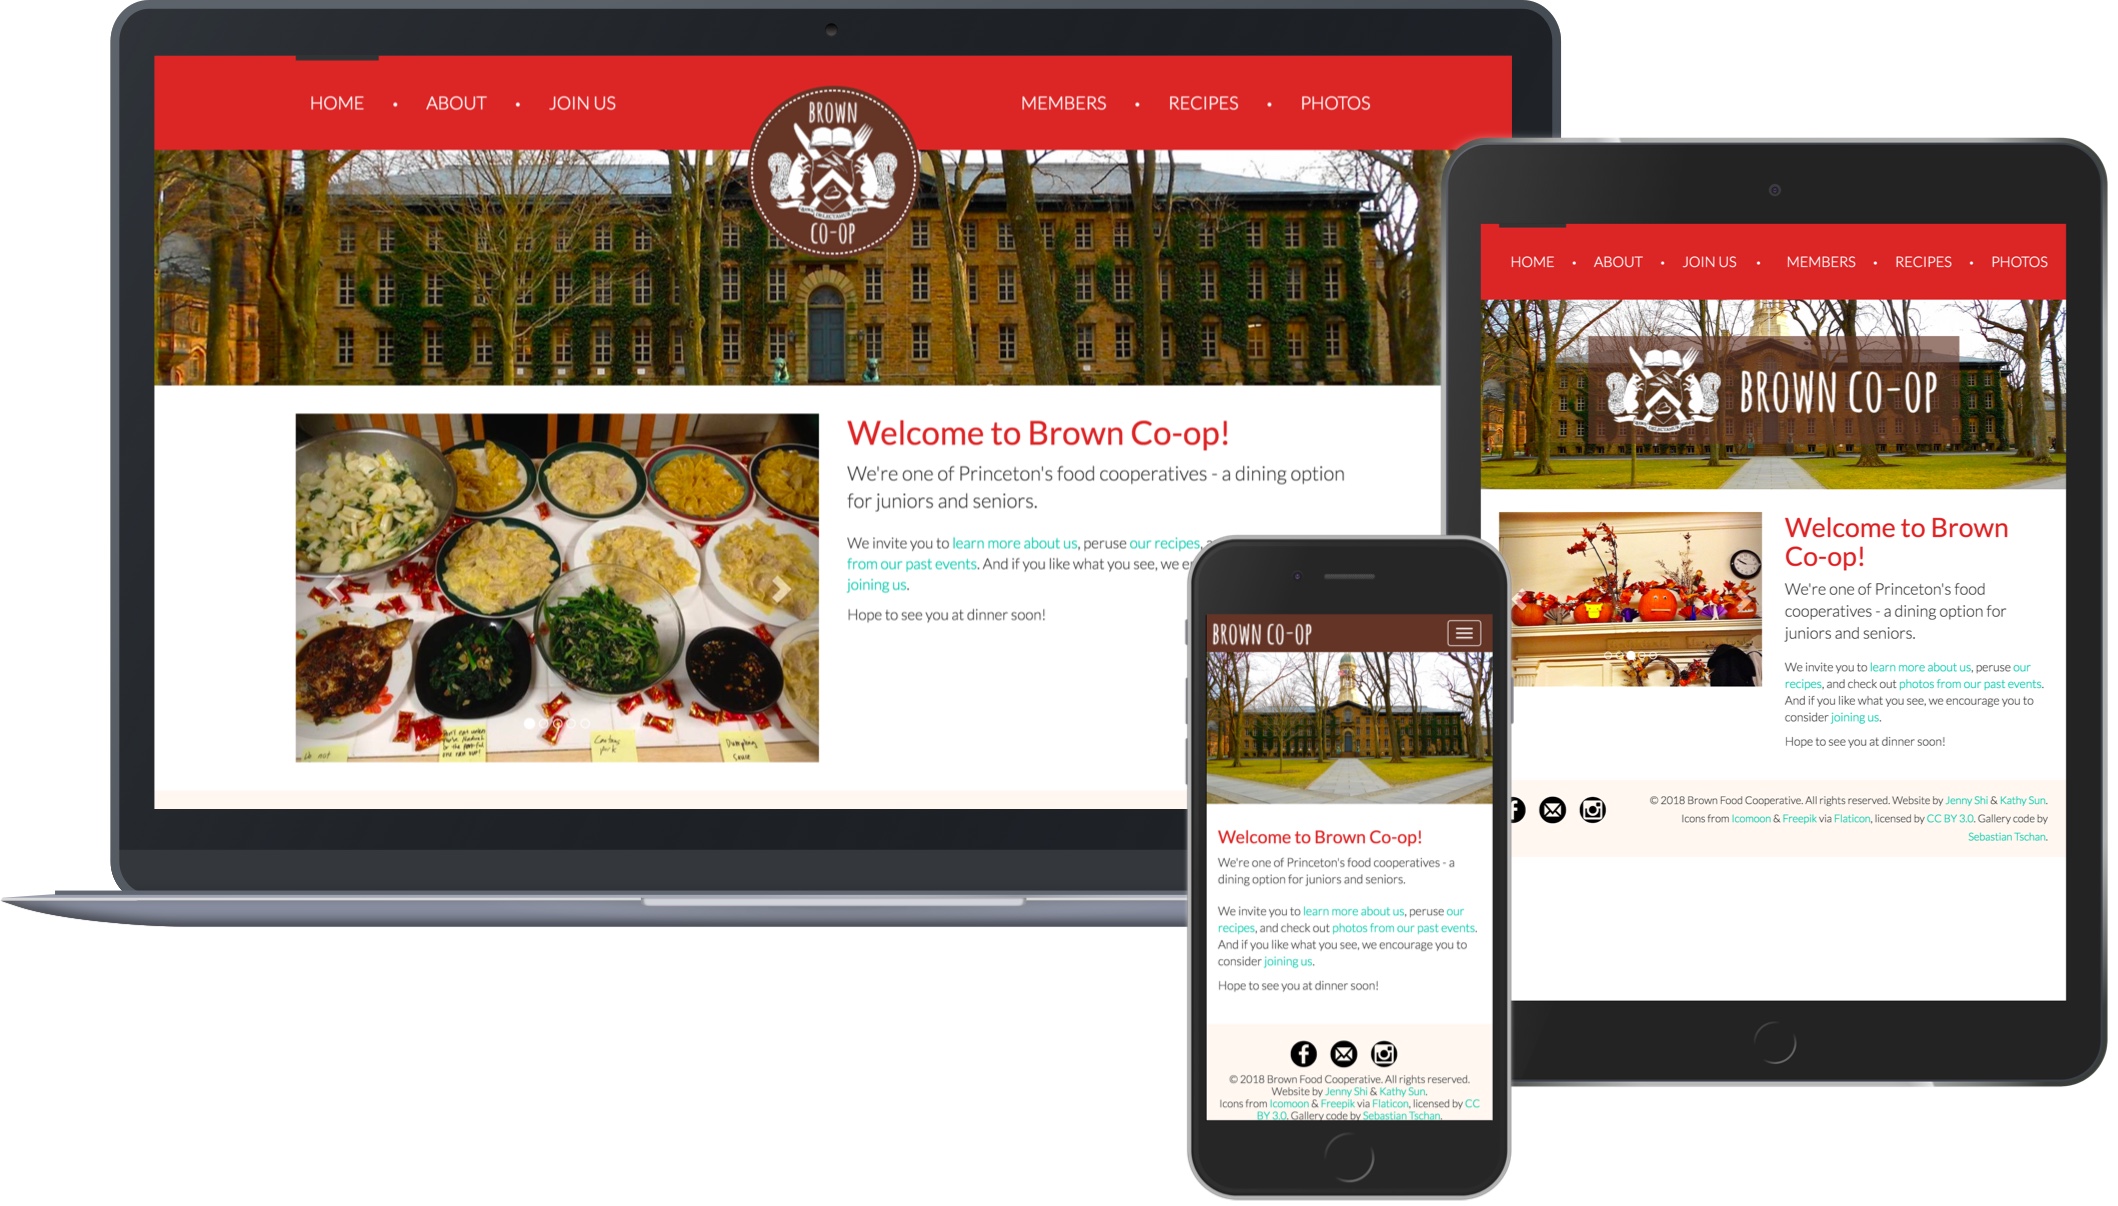 HOME • ABOUT • JOIN US
MEMBERS • RECIPES • PHOTOS
BROWN
CO-OP
Welcome to Brown Co-op!
We're one of Princeton's food cooperatives - a dining option
for juniors and seniors.
We invite you to learn more about us, peruse our recipes,
from our past events. And if you like what you see, we
joining us.
Hope to see you at dinner soon!
HOME • ABOUT • JOIN US • MEMBERS • RECIPES • PHOTOS
BROWN CO-OP
Welcome to Brown
Co-op!
We're one of Princeton's food
cooperatives - a dining option for
juniors and seniors.
We invite you to learn more about us, peruse our
recipes, and check out photos from our past events.
And if you like what you see, we encourage you to
consider joining us.
Hope to see you at dinner soon!
© 2018 Brown Food Cooperative. All rights reserved. Website by Jenny Shi & Kathy Sun.
Icons from Icomoon & Freepik via Flaticon, licensed by CC BY 3.0. Gallery code by
Sebastian Tschan.
BROWN CO-OP
Welcome to Brown Co-op!
We're one of Princeton's food cooperatives - a
dining option for juniors and seniors.
We invite you to learn more about us, peruse our
recipes, and check out photos from our past events.
And if you like what you see, we encourage you to
consider joining us.
Hope to see you at dinner soon!
© 2018 Brown Food Cooperative. All rights reserved.
Website by Jenny Shi & Kathy Sun.
Icons from Icomoon & Freepik via Flaticon, licensed by CC
BY 3.0. Gallery code by Sebastian Tschan.